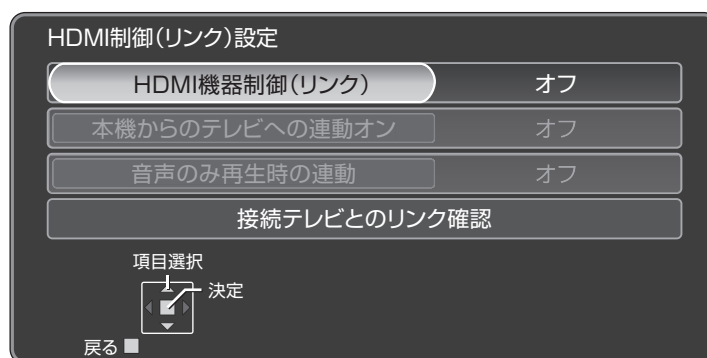 HDMI制御(リンク)設定
HDMI機器制御(リンク) オフ
本機からのテレビへの連動オン オフ
音声のみ再生時の連動 オフ
接続テレビとのリンク確認
項目選択
決定
戻る